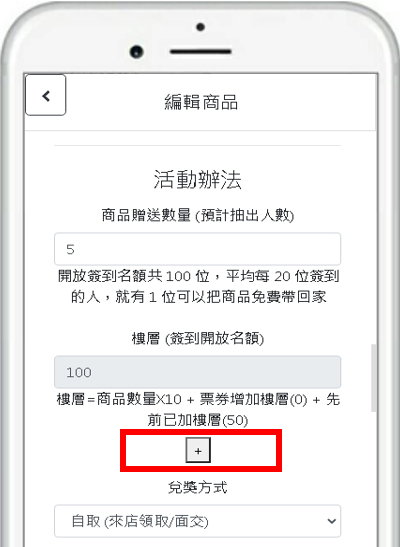 編輯商品
活動辦法
商品贈送數量 (預計抽出人數)
5
開放簽到名額共 100 位，平均每 20 位簽到
的人，就有 1 位可以把商品免費帶回家
樓層 (簽到開放名額)
100
樓層=商品數量X10 + 票券增加樓層(0) + 先
前已加樓層(50)
+
兌獎方式
自取 (來店領取/面交)